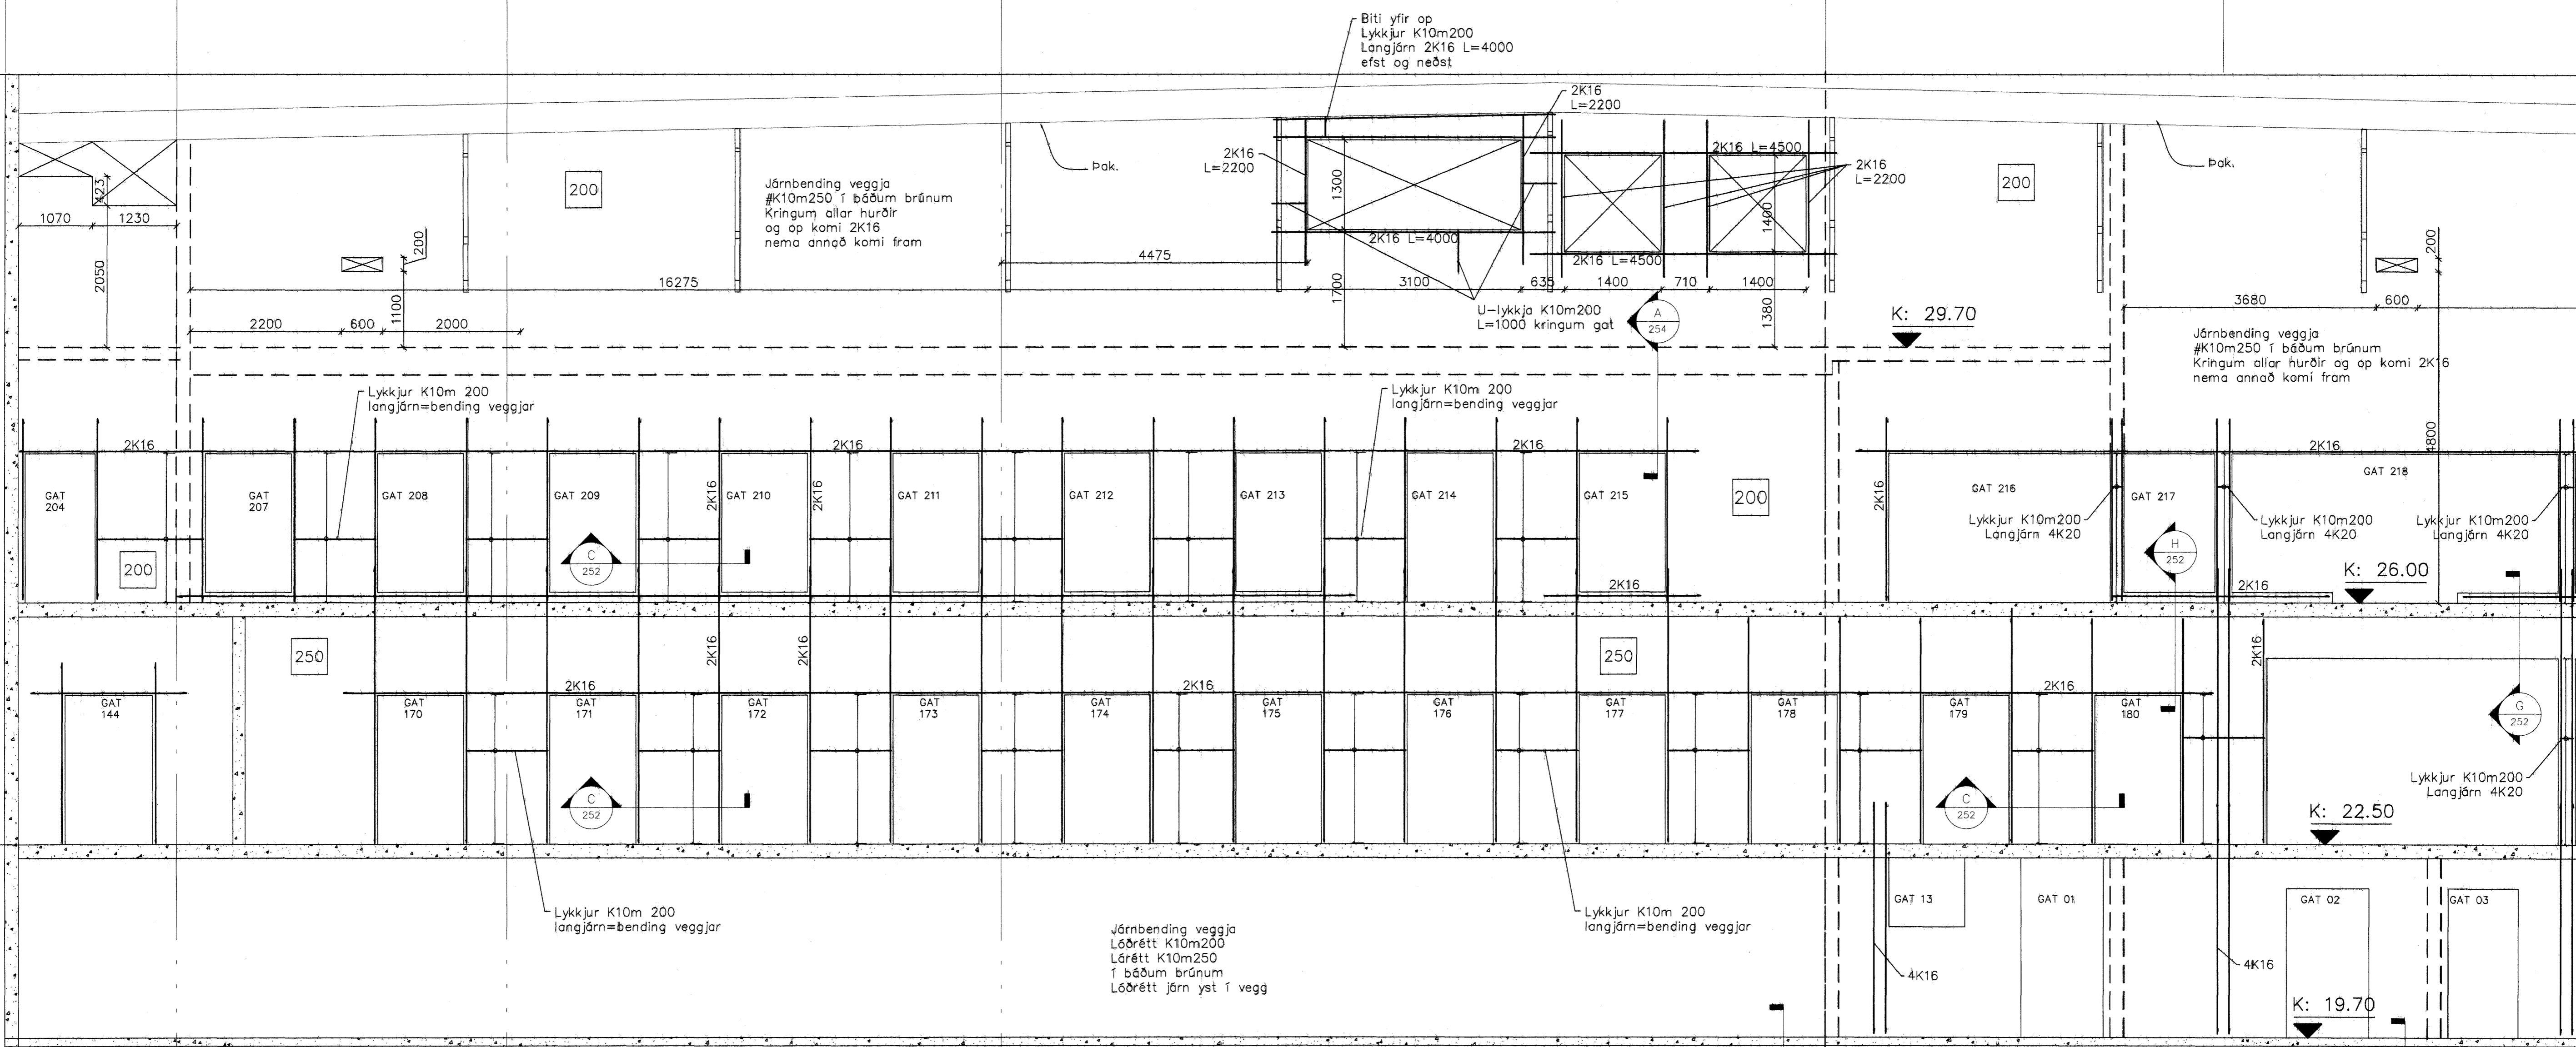 Biti yfir op
Lykkjur K10m200
Langjárn 2K16 L=4000
efst og neðst
2K16
L=2200
2K16
L=2200
2K16 L=4500
2K16
L=2200
Þak.
Þak.
200
200
Járnbending veggja
#K10m250 í báðum brúnum
Kringum allar hurðir
og op komi 2K16
nema annað komi fram
423
1070
1230
2050
200
1100
1300
1400
2K16 L=4000
2K16 L=4500
4475
16275
1700
3100
635
1400
710
1400
1380
U-lykkja K10m200
L=1000 kringum gat
A
254
2200
600
2000
K: 29.70
200
3680
600
Járnbending veggja
#K10m250 í báðum brúnum
Kringum allar hurðir og op komi 2K16
nema annað komi fram
4800
Lykkjur K10m 200
langjárn=bending veggjar
Lykkjur K10m 200
langjárn=bending veggjar
2K16
2K16
2K16
2K16
GAT
204
GAT
207
GAT 208
GAT 209
2K16
GAT 210
2K16
GAT 211
GAT 212
GAT 213
GAT 214
GAT 215
200
2K16
GAT 216
GAT 217
GAT 218
Lykkjur K10m200
Langjárn 4K20
Lykkjur K10m200
Langjárn 4K20
Lykkjur K10m200
Langjárn 4K20
200
C
252
H
252
2K16
2K16
K: 26.00
250
2K16
2K16
250
2K16
2K16
2K16
2K16
GAT
144
GAT
170
GAT
171
GAT
172
GAT
173
GAT
174
GAT
175
GAT
176
GAT
177
GAT
178
GAT
179
GAT
180
G
252
C
252
C
252
Lykkjur K10m200
Langjárn 4K20
K: 22.50
Lykkjur K10m 200
langjárn=bending veggjar
Lykkjur K10m 200
langjárn=bending veggjar
Járnbending veggja
Lóðrétt K10m200
Lárétt K10m250
í báðum brúnum
Lóðrétt járn yst í vegg
GAT 13
GAT 01
GAT 02
GAT 03
4K16
4K16
K: 19.70